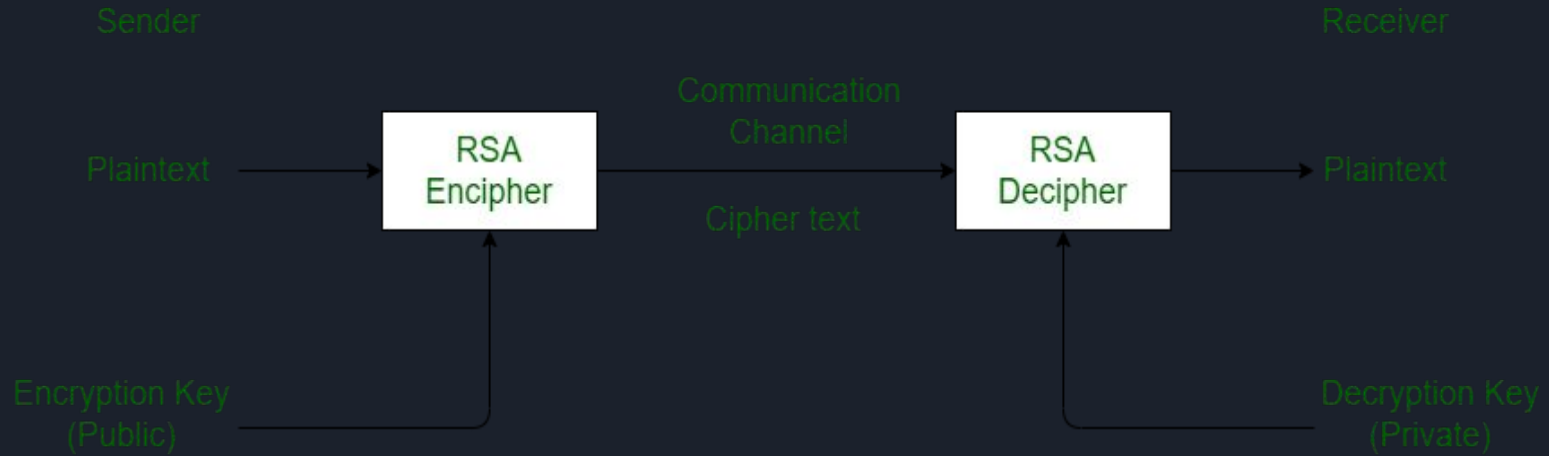 Sender
Receiver
Communication
Channel
Plaintext
RSA
Encipher
RSA
Decipher
Plaintext
Cipher text
Encryption Key
(Public)
Decryption Key
(Private)